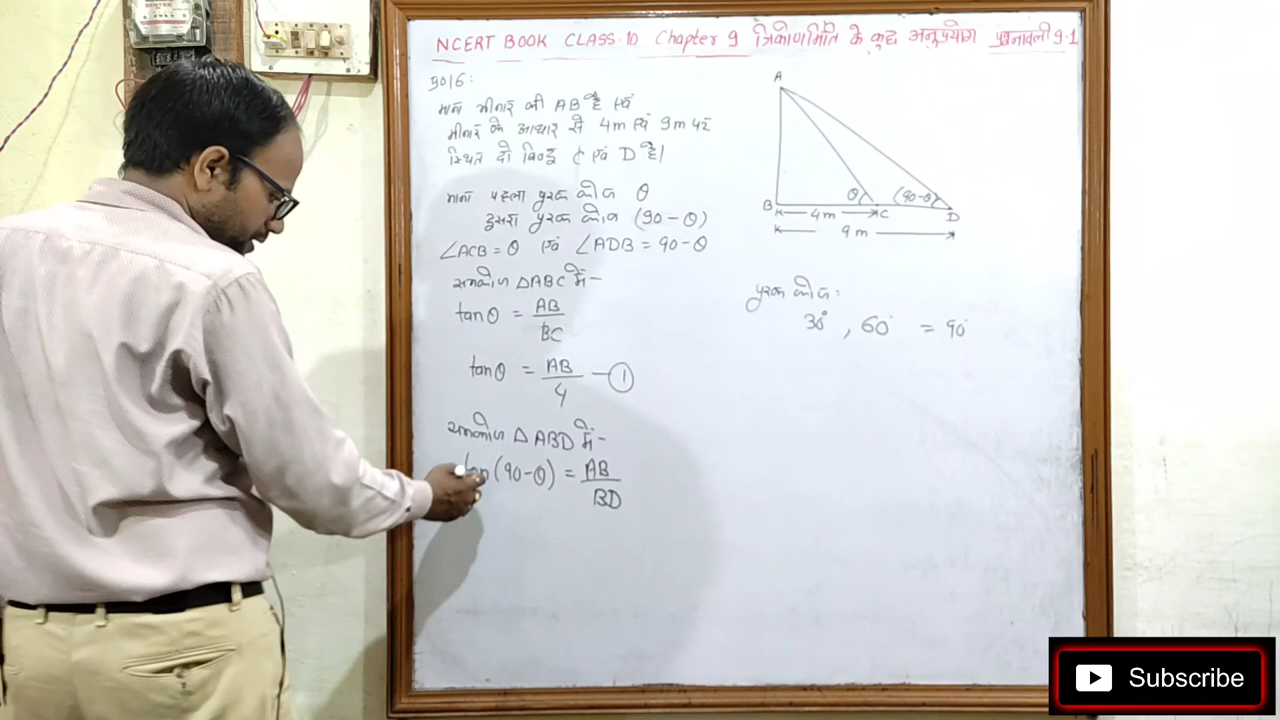 NCERT BOOK CLASS 10 Chapter 9 त्रिकोणमिति के कुछ अनुप्रयोग प्रश्नावली 9.1
प्र016:
माना मीनार की AB है एवं
मीनार के आधार से 4m एवं 9m पर
स्थित दो बिन्दु C एवं D है।
माना पहला पूरक कोण θ
दुसरा पूरक कोण (90-θ)
∠ACB = θ एवं ∠ADB = 90-θ
समकोण △ABC में-
tanθ = AB/BC
tanθ = AB/4 — ①
समकोण △ABD में-
tan(90-θ) = AB/BD
A
B
θ
(90-θ)
4m
C
D
9 m
पूरक कोण:
30°, 60° = 90°
Subscribe